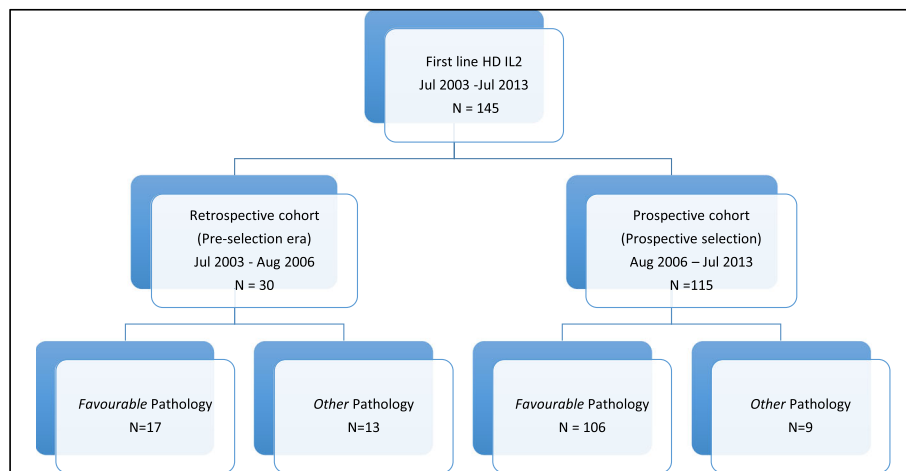 First line HD IL2
Jul 2003 -Jul 2013
N = 145
Retrospective cohort
(Pre-selection era)
Jul 2003 - Aug 2006
N = 30
Prospective cohort
(Prospective selection)
Aug 2006 – Jul 2013
N =115
Favourable Pathology
N=17
Other Pathology
N=13
Favourable Pathology
N = 106
Other Pathology
N=9